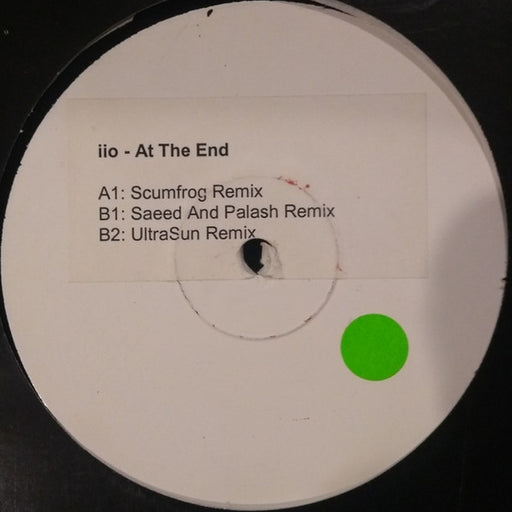 iio - At The End
A1: Scumfrog Remix
B1: Saeed And Palash Remix
B2: UltraSun Remix